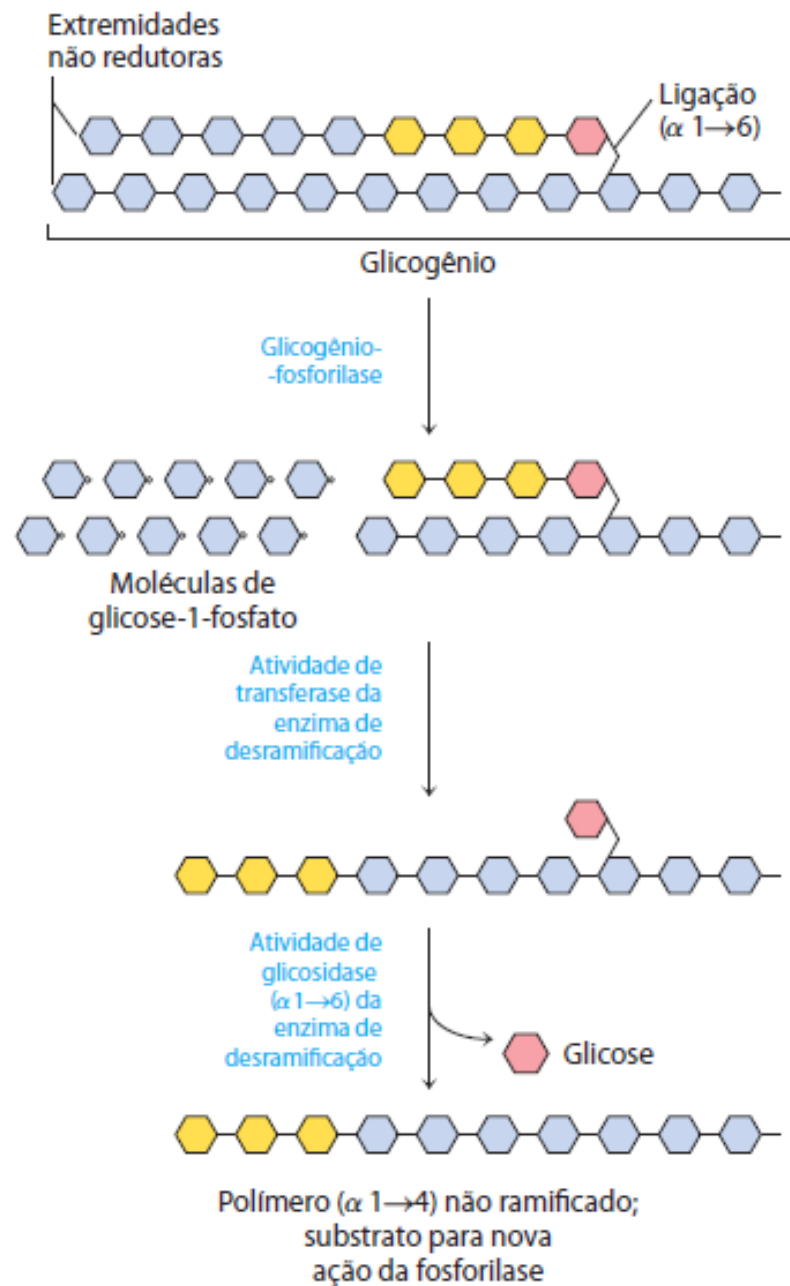 Extremidades
não redutoras
Ligação
(α 1→6)
Glicogênio
Glicogênio-
-fosforilase
Moléculas de
glicose-1-fosfato
Atividade de
transferase da
enzima de
desramificação
Atividade de
glicosidase
(α 1→6) da
enzima de
desramificação
Glicose
Polímero (α 1→4) não ramificado;
substrato para nova
ação da fosforilase